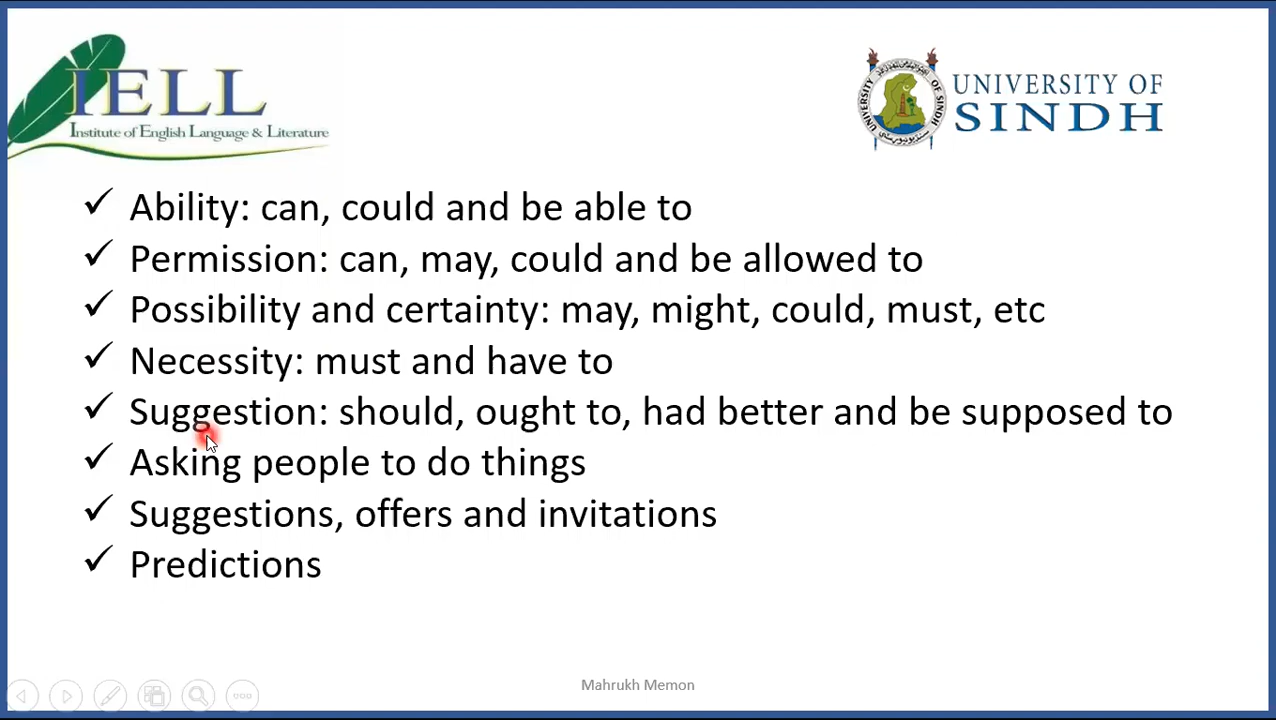 IELL
Institute of English Language & Literature
UNIVERSITY OF SINDH
UNIVERSITY OF
SINDH
✓ Ability: can, could and be able to
✓ Permission: can, may, could and be allowed to
✓ Possibility and certainty: may, might, could, must, etc
✓ Necessity: must and have to
✓ Suggestion: should, ought to, had better and be supposed to
✓ Asking people to do things
✓ Suggestions, offers and invitations
✓ Predictions
Mahrukh Memon